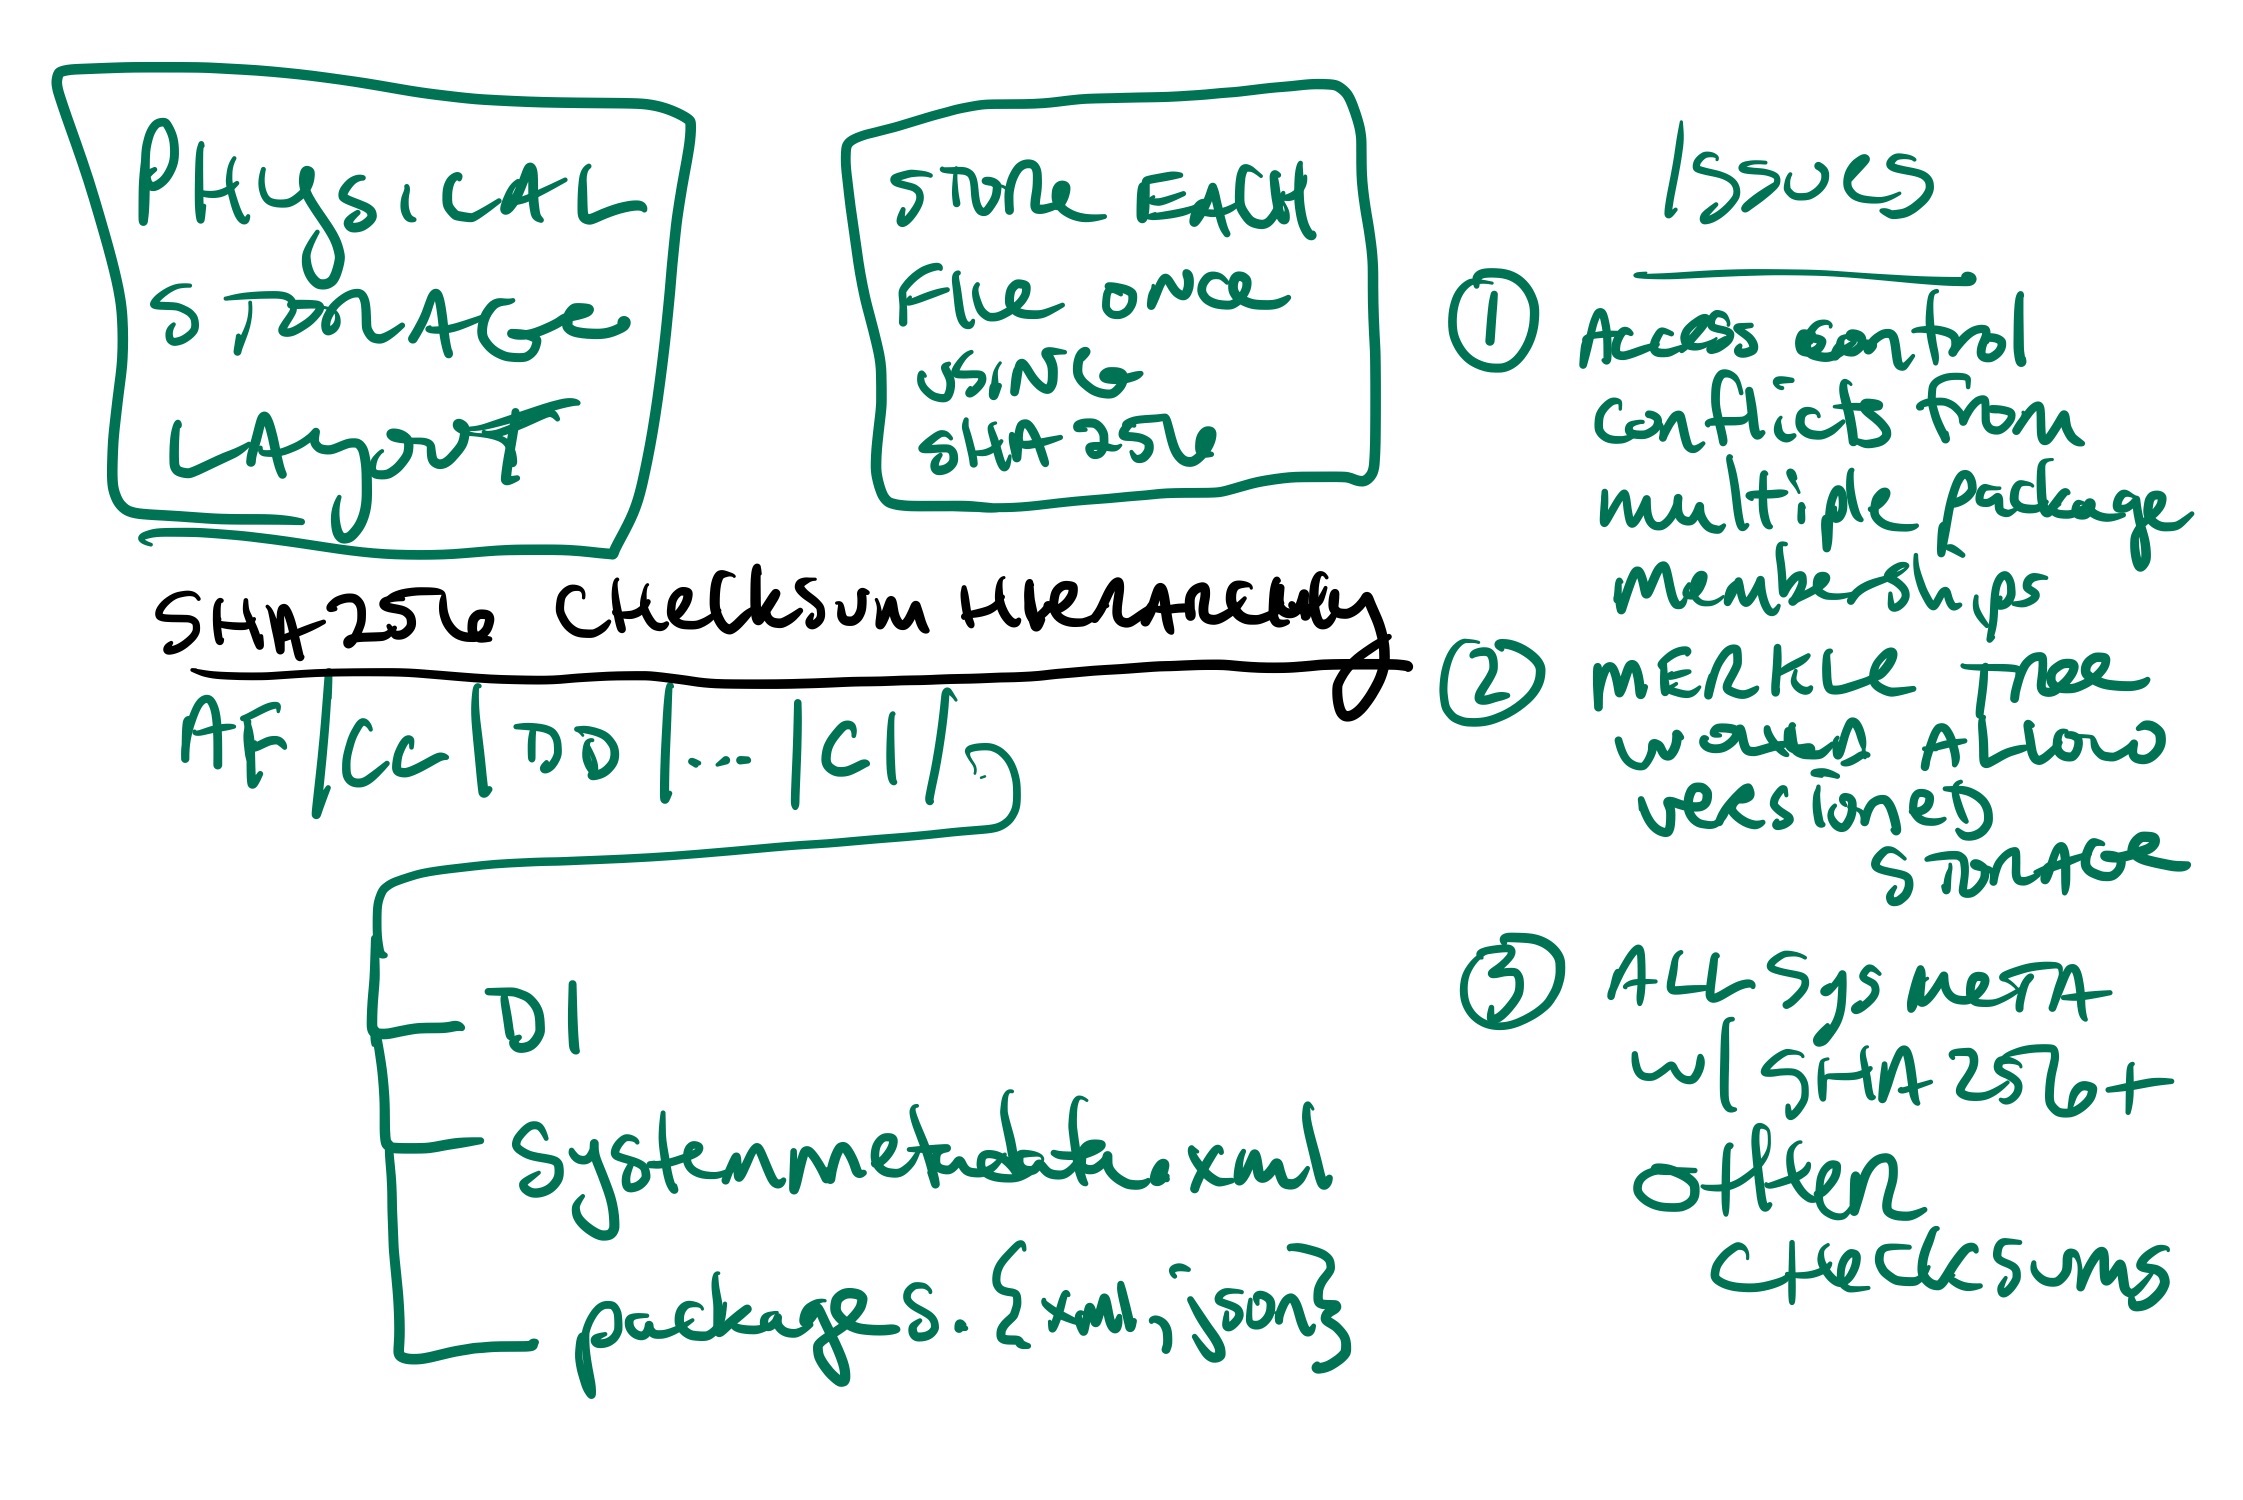 PHYSICAL
STORAGE
LAYOUT
STORE EACH
FILE ONCE
USING
SHA256
SHA256 CHECKSUM HIERARCHY
AF/CC/DD/.../C1/
D1
systemmetadata.xml
packages.{xml,json}
Issues
1
Access control
conflicts from
multiple package
memberships
2
MERKLE TREE
WOULD ALLOW
VERSIONED
STORAGE
3
ALL SYSMETA
W/ SHA256+
OTHER
CHECKSUMS